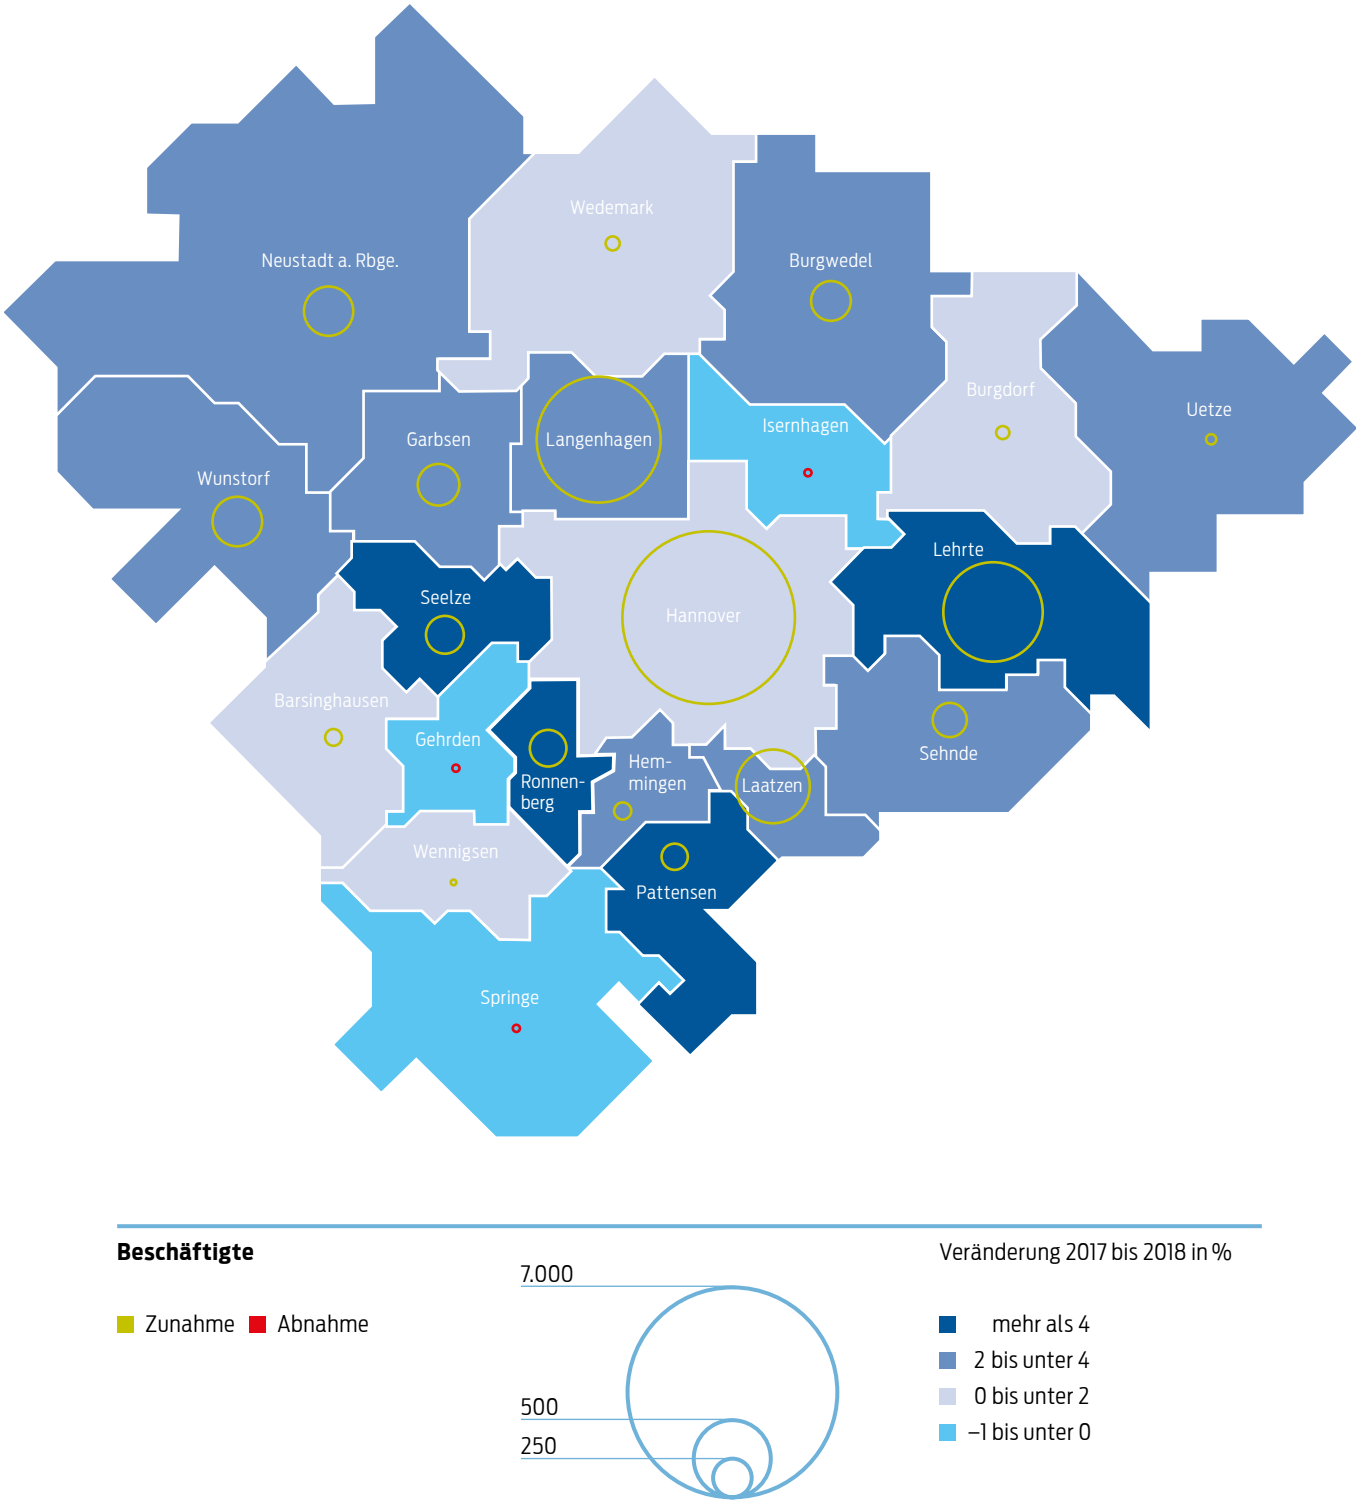 Wedemark
Neustadt a. Rbge.
Burgwedel
Burgdorf
Uetze
Isernhagen
Garbsen
Langenhagen
Wunstorf
Lehrte
Seelze
Hannover
Barsinghausen
Gehrden
Sehnde
Hem-
mingen
Ronnen-
berg
Laatzen
Wennigsen
Pattensen
Springe
Beschäftigte
Zunahme
Abnahme
7.000
500
250
Veränderung 2017 bis 2018 in %
mehr als 4
2 bis unter 4
0 bis unter 2
–1 bis unter 0